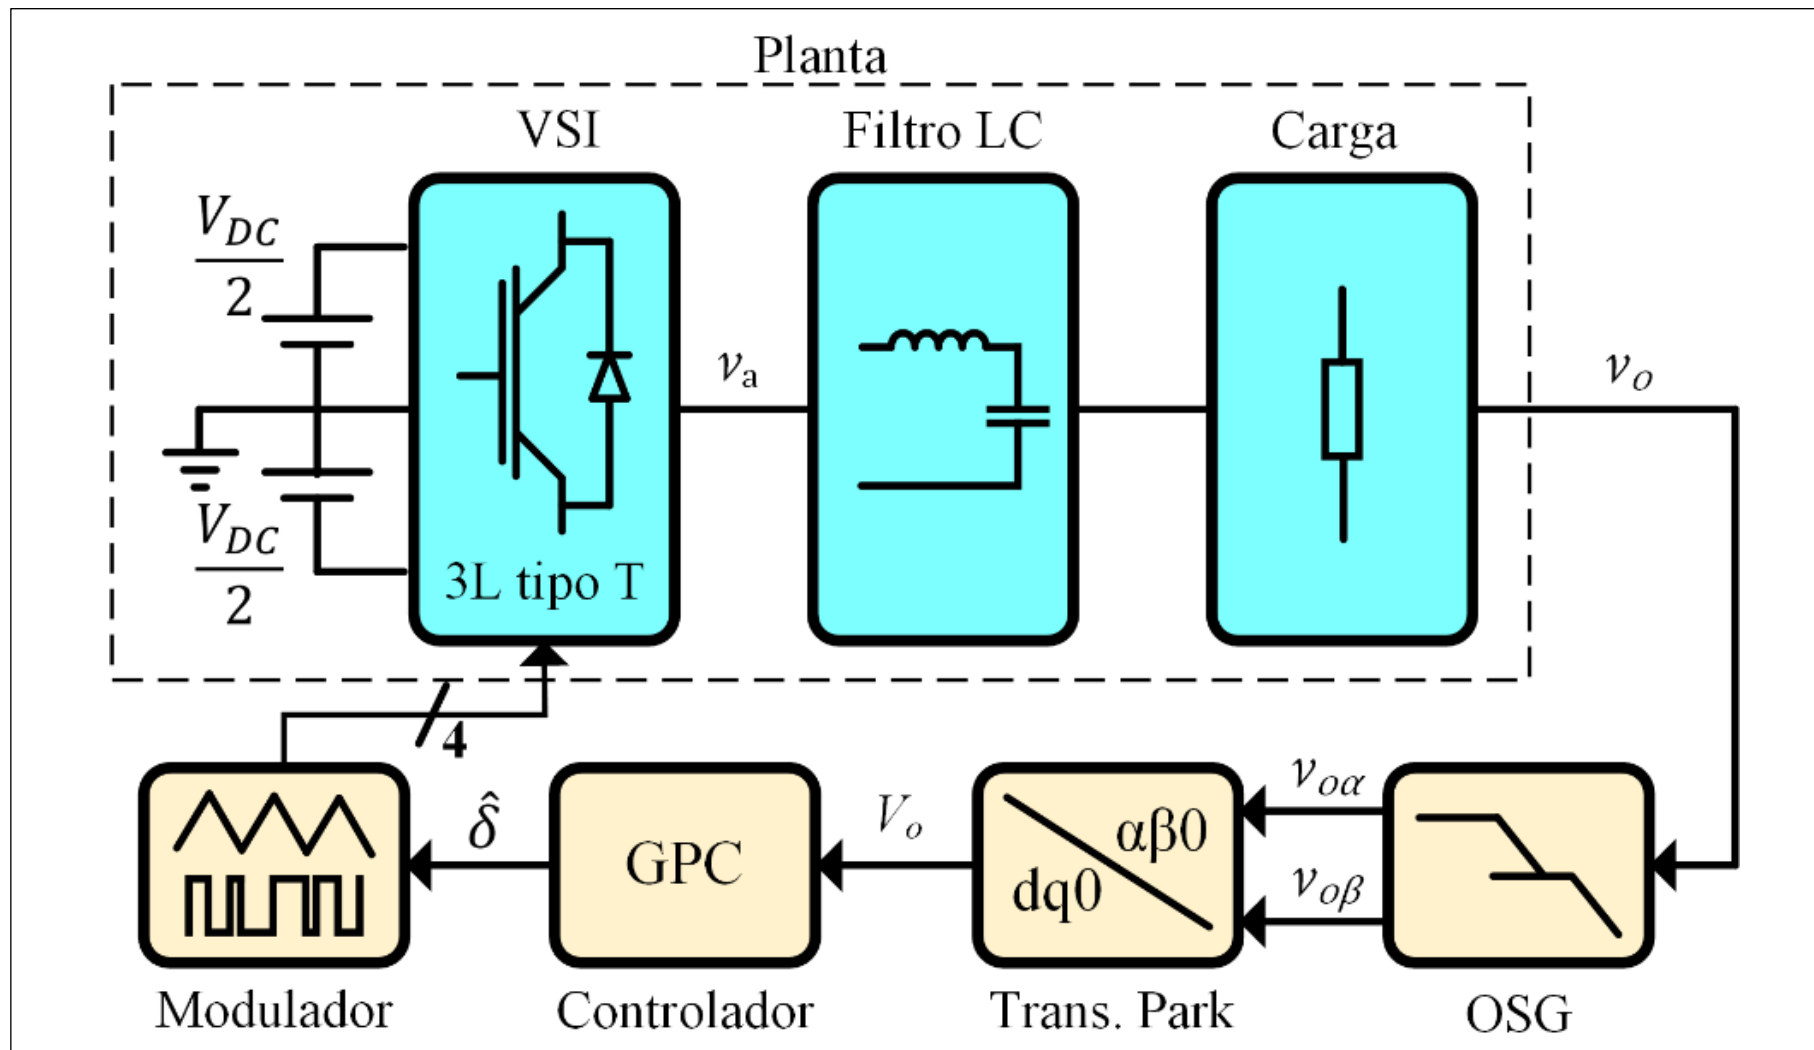 Planta
VSI
Filtro LC
Carga
V_DC
2
V_DC
2
3L tipo T
v_a
v_o
4
δ̂
GPC
V_o
αβ0
dq0
v_oα
v_oβ
Modulador
Controlador
Trans. Park
OSG